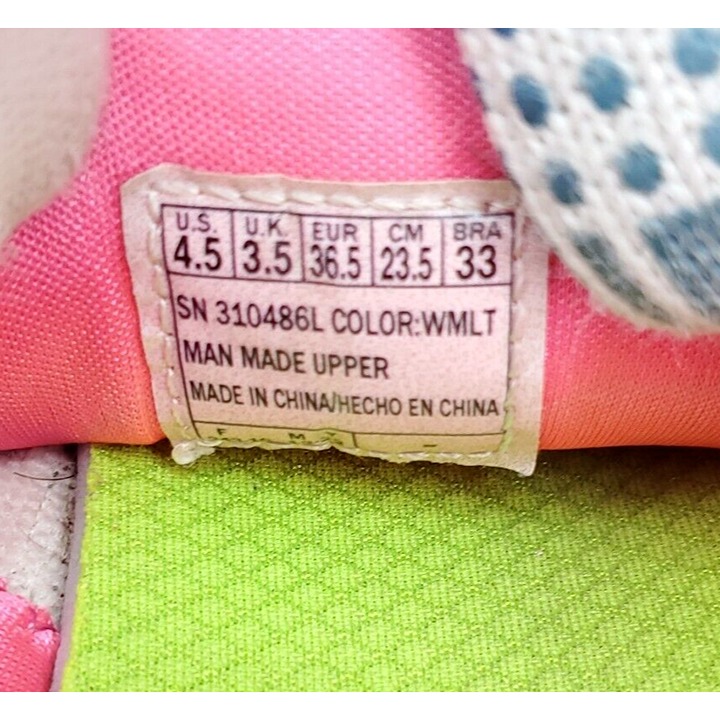 U.S. U.K. EUR CM BRA
4.5 3.5 36.5 23.5 33
SN 310486L COLOR:WMLT
MAN MADE UPPER
MADE IN CHINA/HECHO EN CHINA